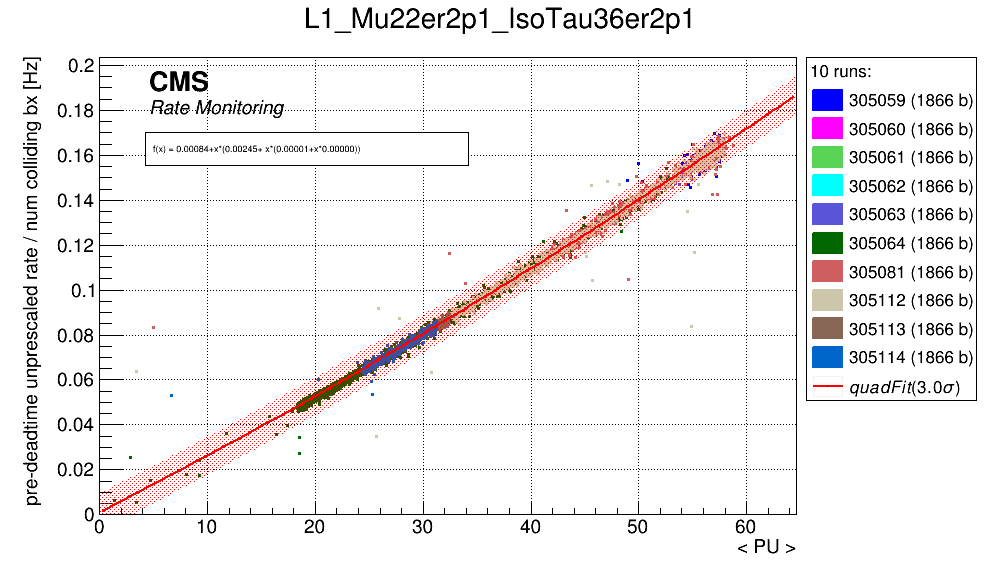 L1_Mu22er2p1_IsoTau36er2p1
pre-deadtime unprescaled rate / num colliding bx [Hz]
0.2
0.18
0.16
0.14
0.12
0.1
0.08
0.06
0.04
0.02
0
CMS
Rate Monitoring
f(x) = 0.00084+x*(0.00245+ x*(0.00001+x*0.00000))
0 10 20 30 40 50 60
< PU >
10 runs:
305059 (1866 b)
305060 (1866 b)
305061 (1866 b)
305062 (1866 b)
305063 (1866 b)
305064 (1866 b)
305081 (1866 b)
305112 (1866 b)
305113 (1866 b)
305114 (1866 b)
quadFit(3.0σ)